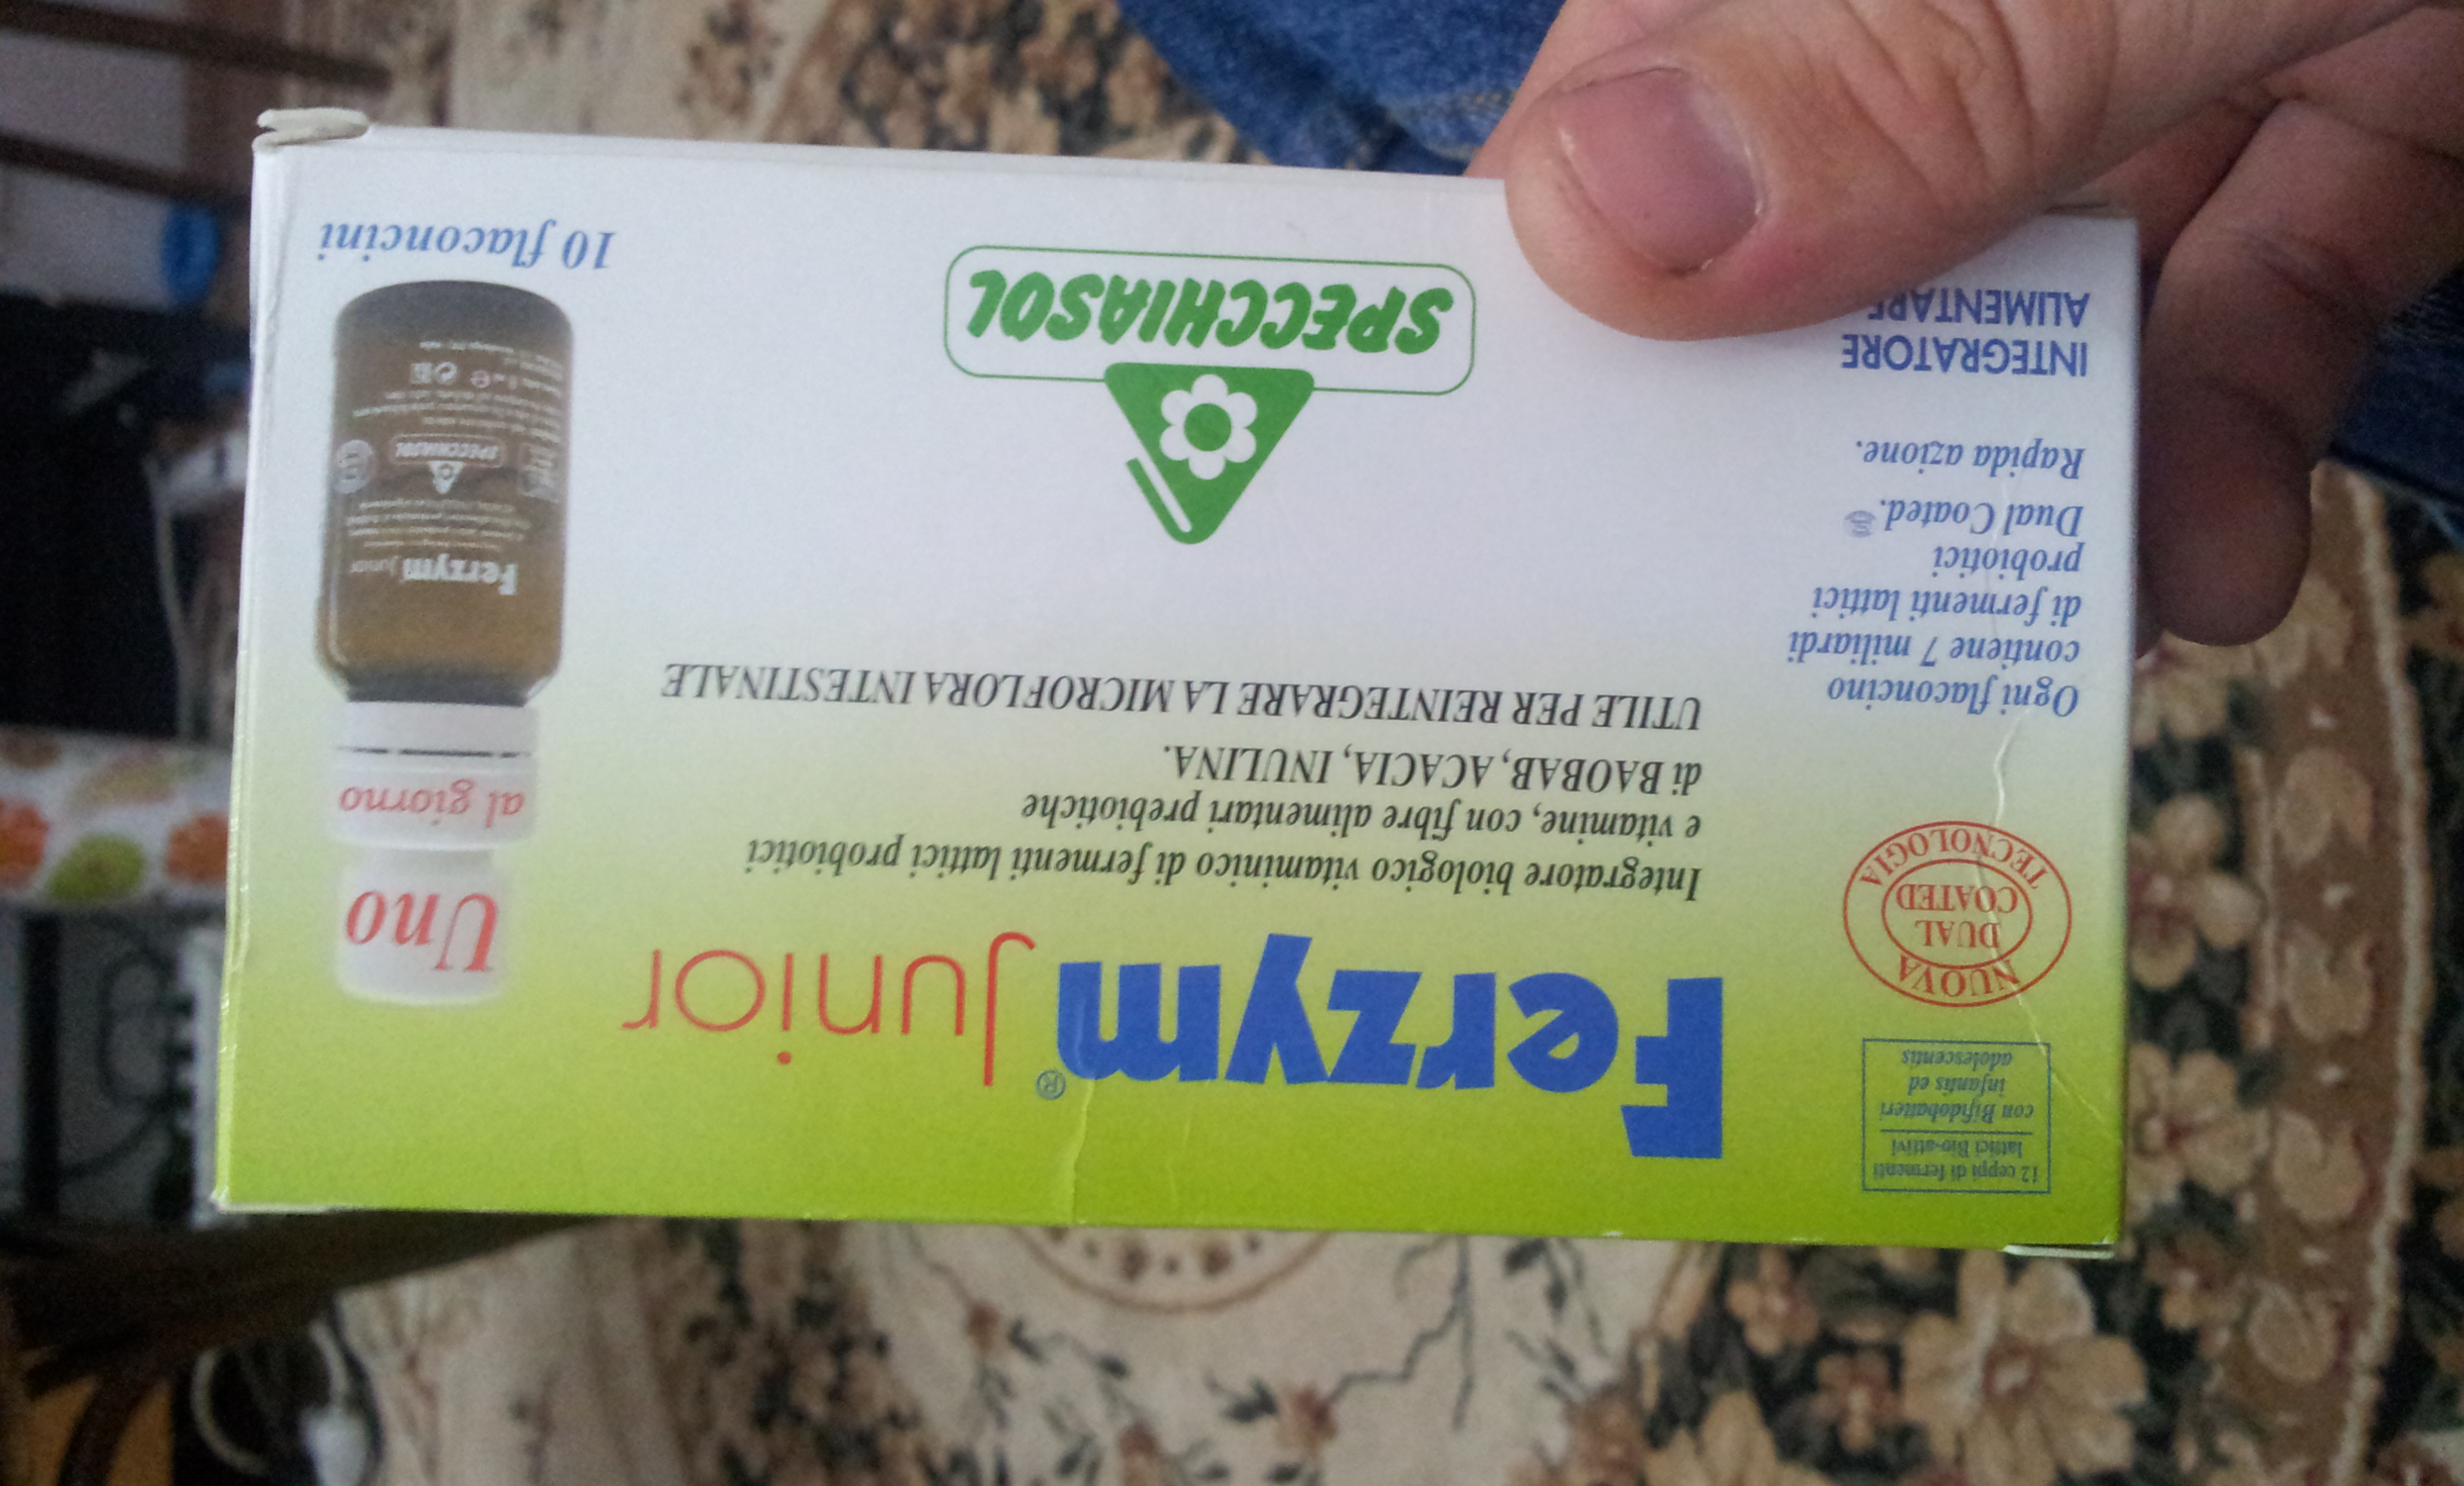 12 ceppi di fermenti
lattici Bio-attivi
con Bifidobatteri
infantis ed
adolescentis
NUOVA
DUAL
COATED
TECNOLOGIA
Ogni flaconcino
contiene 7 miliardi
di fermenti lattici
probiotici
Dual Coated.
Rapida azione.
INTEGRATORE
ALIMENTARE
Ferzym® Junior
Integratore biologico vitaminico di fermenti lattici probiotici
e vitamine, con fibre alimentari prebiotiche
di BAOBAB, ACACIA, INULINA.
UTILE PER REINTEGRARE LA MICROFLORA INTESTINALE
SPECCHIASOL
Uno
al giorno
Ferzym Junior
SPECCHIASOL
10 flaconcini